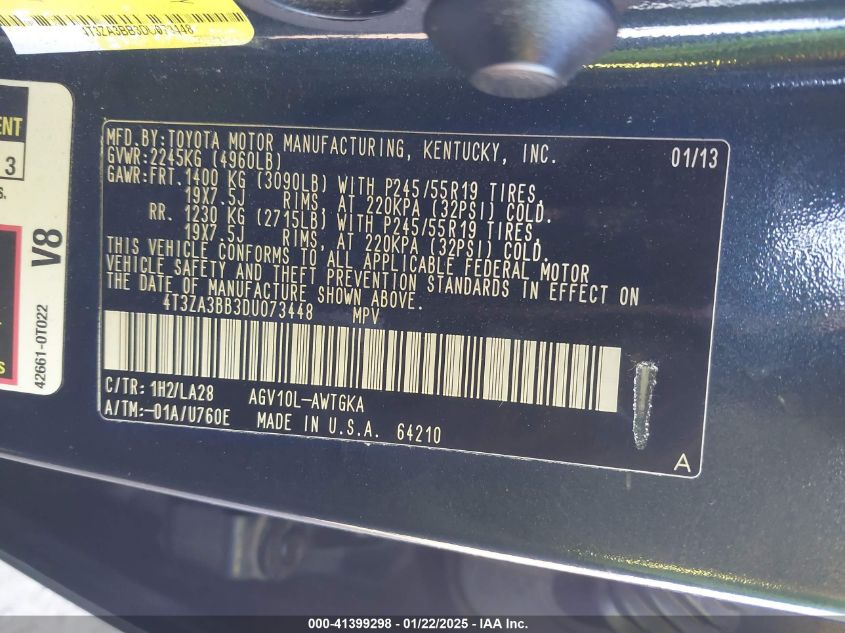 4T3ZA3BB3DU073448
ENT
3
S.
V8
42661-0T022
s
MFD.BY:TOYOTA MOTOR MANUFACTURING, KENTUCKY, INC. 01/13
GVWR:2245KG (4960LB)
GAWR:FRT.1400 KG (3090LB) WITH P245/55R19 TIRES,
19X7.5J RIMS, AT 220KPA (32PSI) COLD.
RR. 1230 KG (2715LB) WITH P245/55R19 TIRES,
19X7.5J RIMS, AT 220KPA (32PSI) COLD.
THIS VEHICLE CONFORMS TO ALL APPLICABLE FEDERAL MOTOR
VEHICLE SAFETY AND THEFT PREVENTION STANDARDS IN EFFECT ON
THE DATE OF MANUFACTURE SHOWN ABOVE.
4T3ZA3BB3DU073448 MPV
C/TR: 1H2/LA28 AGV10L-AWTGKA
A/TM:-01A/U760E MADE IN U.S.A. 64210
A
000-41399298 - 01/22/2025 - IAA Inc.